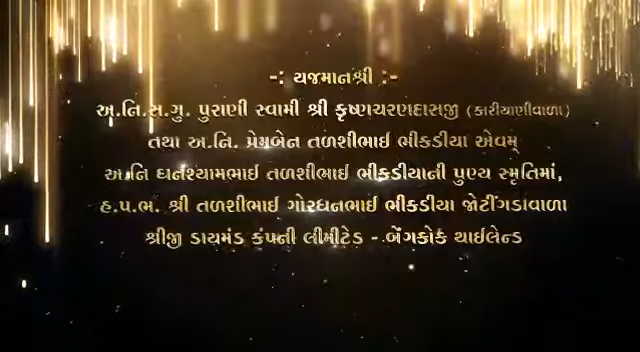 -: યજમાનશ્રી :-
અ.નિ.સ.ગુ. પુરાણી સ્વામી શ્રી કૃષ્ણચરણદાસજી (કારીયાણીવાળા)
તથા અ.નિ. પ્રેમબેન તળશીભાઈ ભીકડીયા એવમ્
અ.નિ ઘનશ્યામભાઈ તળશીભાઈ ભીકડીયાની પુણ્ય સ્મૃતિમાં,
હ.પ.ભ. શ્રી તળશીભાઈ ગોરધનભાઈ ભીકડીયા જોટીંગડાવાળા
શ્રીજી ડાયમંડ કંપની લીમીટેડ - બેંગકોક થાઈલેન્ડ